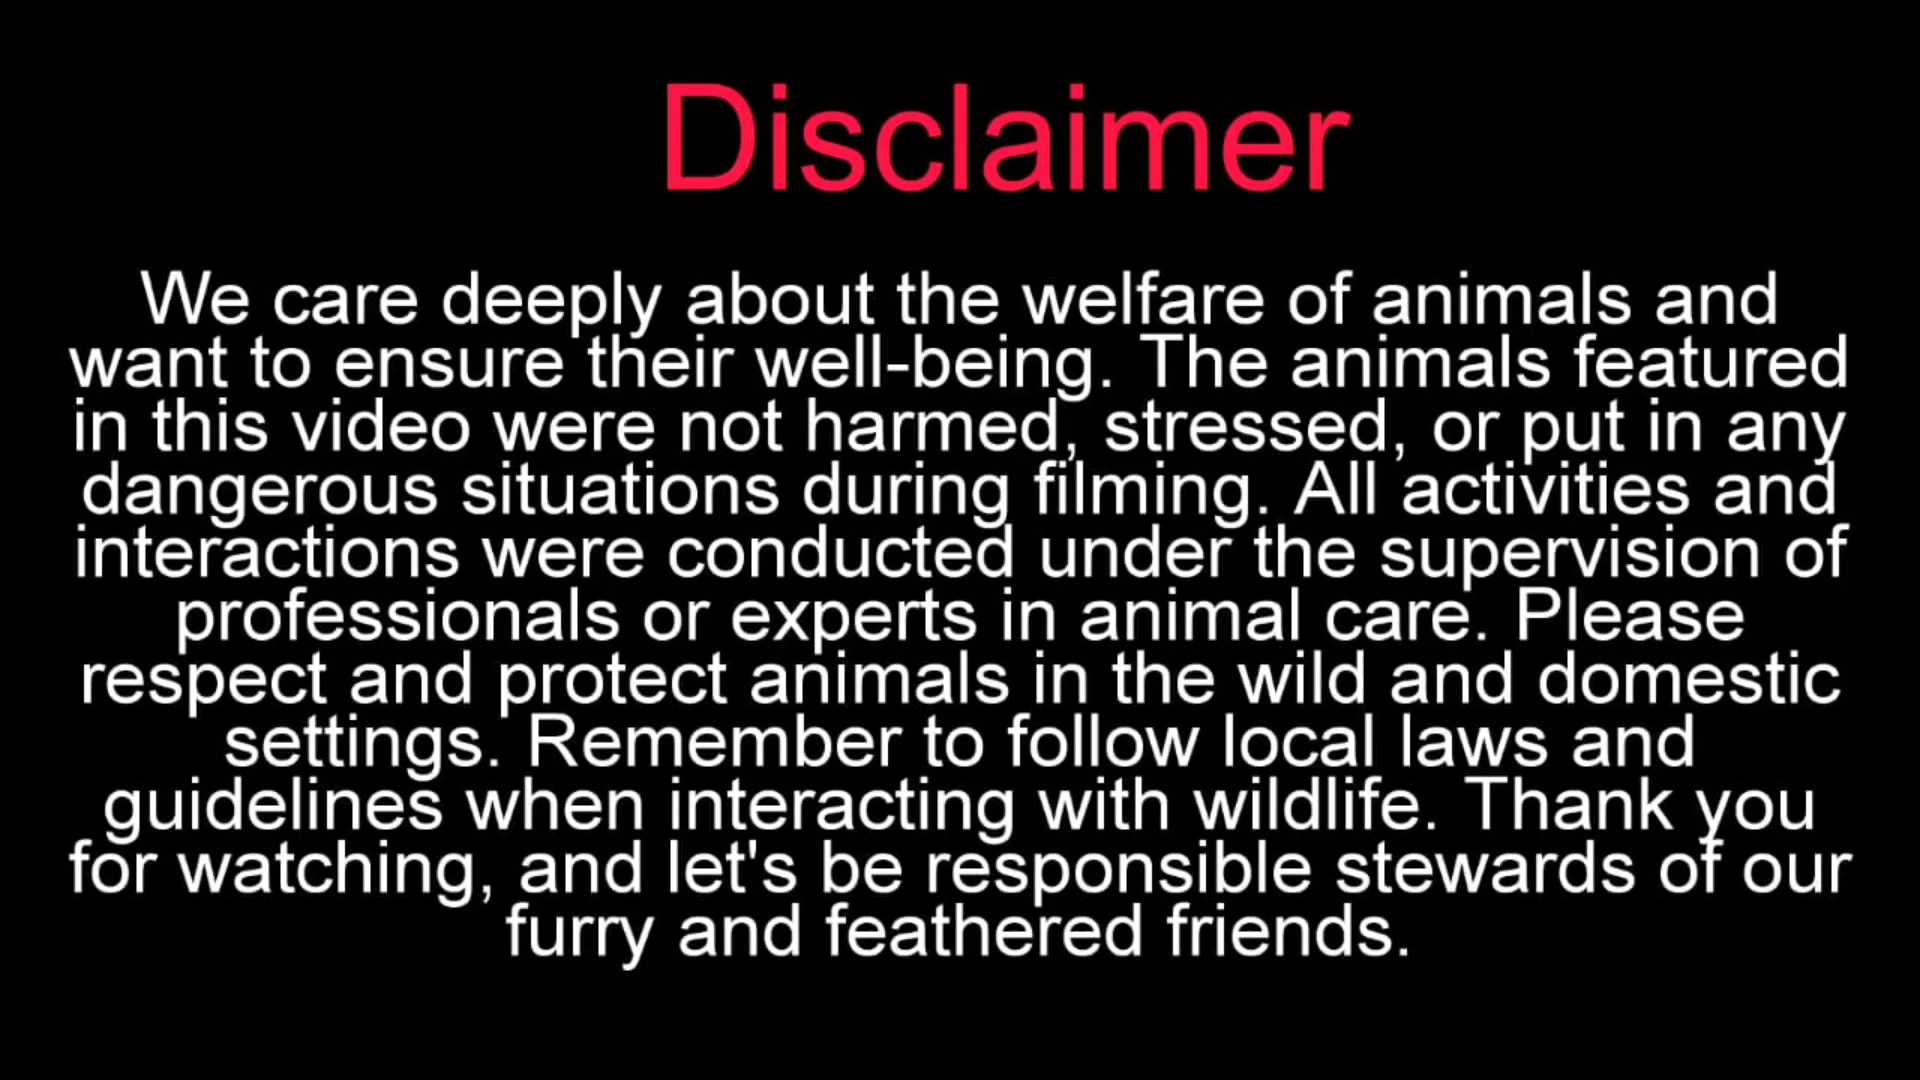 Disclaimer
We care deeply about the welfare of animals and
want to ensure their well-being. The animals featured
in this video were not harmed, stressed, or put in any
dangerous situations during filming. All activities and
interactions were conducted under the supervision of
professionals or experts in animal care. Please
respect and protect animals in the wild and domestic
settings. Remember to follow local laws and
guidelines when interacting with wildlife. Thank you
for watching, and let's be responsible stewards of our
furry and feathered friends.